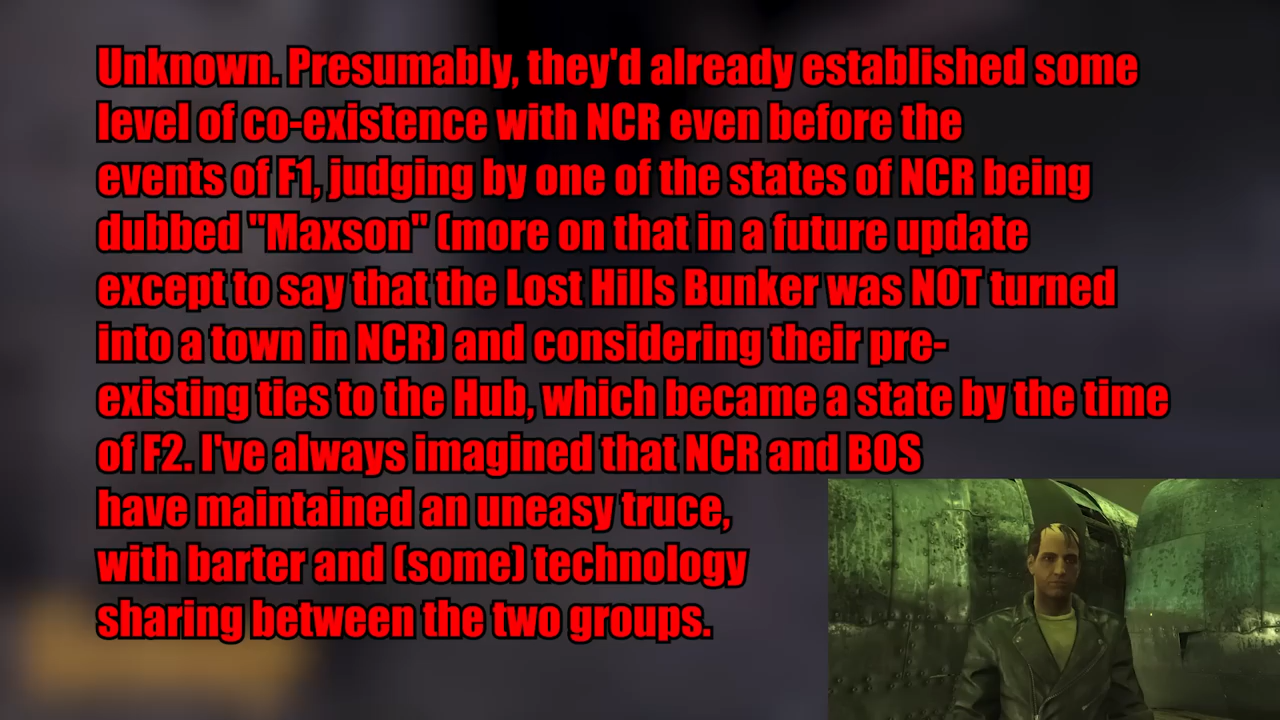 Unknown. Presumably, they'd already established some
level of co-existence with NCR even before the
events of F1, judging by one of the states of NCR being
dubbed "Maxson" (more on that in a future update
except to say that the Lost Hills Bunker was NOT turned
into a town in NCR) and considering their pre-
existing ties to the Hub, which became a state by the time
of F2. I've always imagined that NCR and BOS
have maintained an uneasy truce,
with barter and (some) technology
sharing between the two groups.